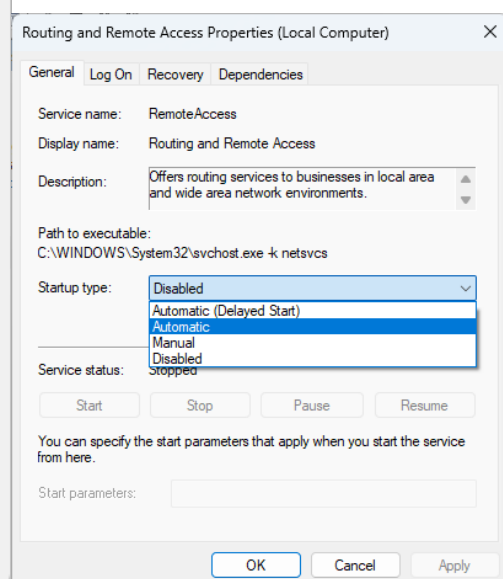 Routing and Remote Access Properties (Local Computer)
General Log On Recovery Dependencies
Service name: RemoteAccess
Display name: Routing and Remote Access
Description: Offers routing services to businesses in local area
and wide area network environments.
Path to executable:
C:\WINDOWS\System32\svchost.exe -k netsvcs
Startup type: Disabled
Automatic (Delayed Start)
Automatic
Manual
Disabled
Service status: Stopped
Start Stop Pause Resume
You can specify the start parameters that apply when you start the service
from here.
Start parameters:
OK Cancel Apply